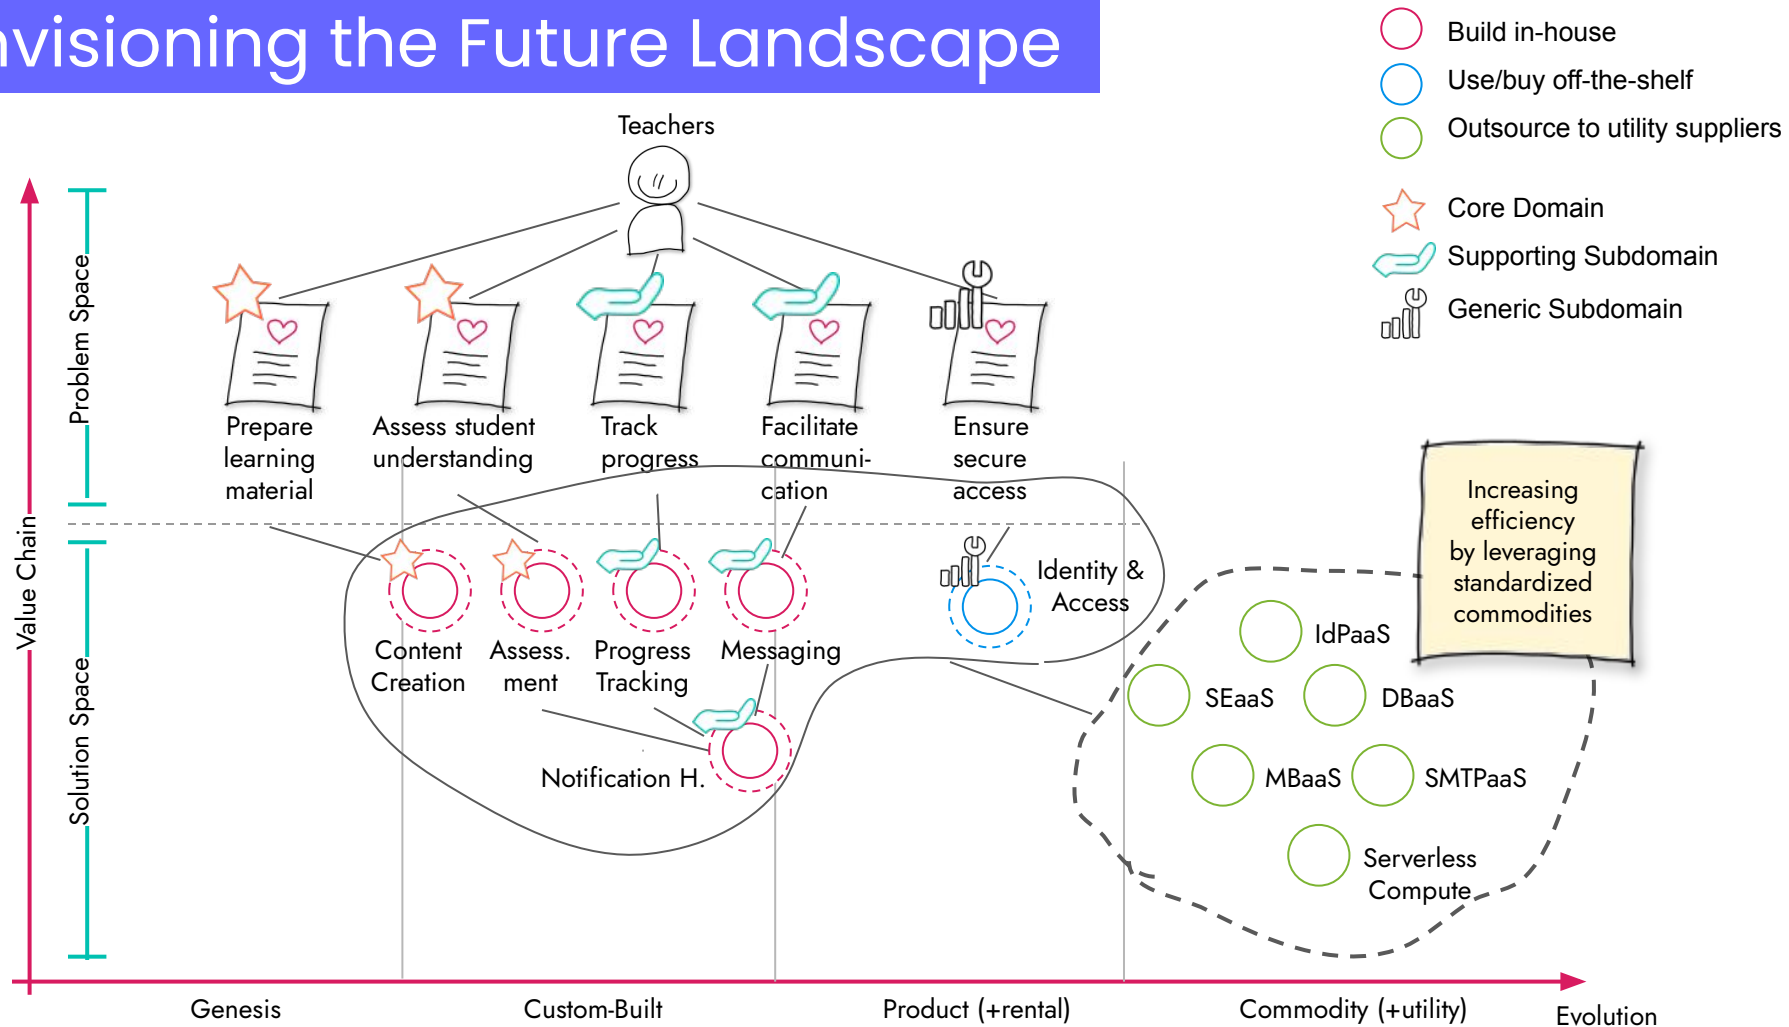 nvisioning the Future Landscape
Build in-house
Use/buy off-the-shelf
Outsource to utility suppliers
Core Domain
Supporting Subdomain
Generic Subdomain
Teachers
Value Chain
Problem Space
Solution Space
Prepare
learning
material
Assess student
understanding
Track
progress
Facilitate
communi-
cation
Ensure
secure
access
Content
Creation
Assess.
ment
Progress
Tracking
Messaging
Identity &
Access
Notification H.
Increasing
efficiency
by leveraging
standardized
commodities
IdPaaS
SEaaS
DBaaS
MBaaS
SMTPaaS
Serverless
Compute
Genesis
Custom-Built
Product (+rental)
Commodity (+utility)
Evolution